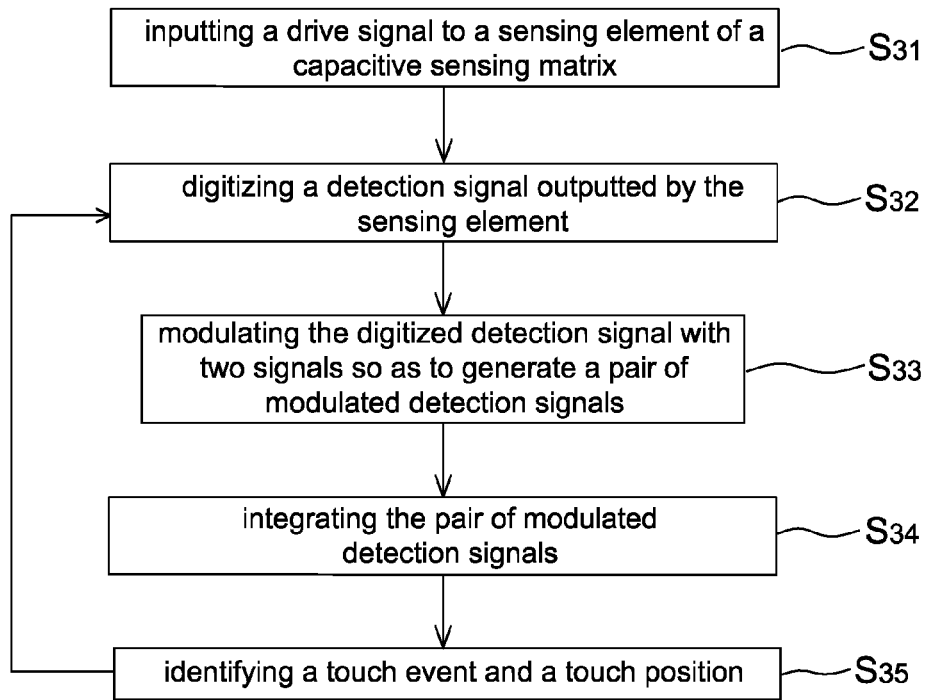 inputting a drive signal to a sensing element of a
capacitive sensing matrix
S31
digitizing a detection signal outputted by the
sensing element
S32
modulating the digitized detection signal with
two signals so as to generate a pair of
modulated detection signals
S33
integrating the pair of modulated
detection signals
S34
identifying a touch event and a touch position
S35